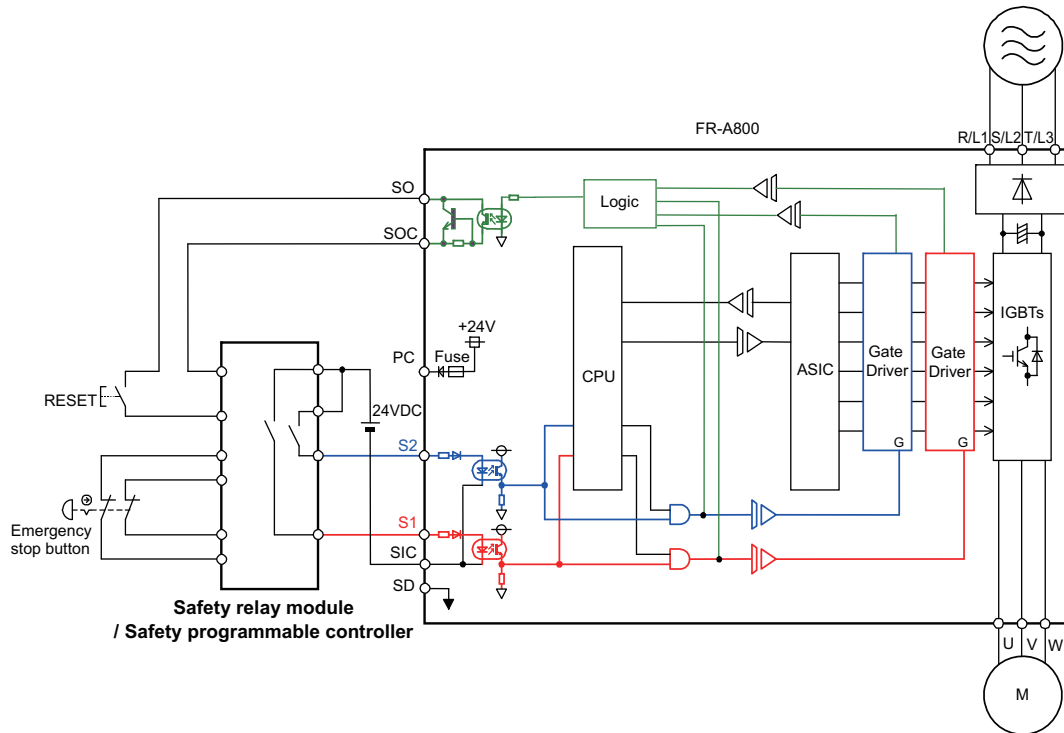 FR-A800
R/L1 S/L2 T/L3
SO
Logic
SOC
+24V
PC
Fuse
IGBTs
CPU
ASIC
Gate
Driver
Gate
Driver
RESET
24VDC
S2
G
G
Emergency
stop button
S1
SIC
SD
Safety relay module
/ Safety programmable controller
U V W
M